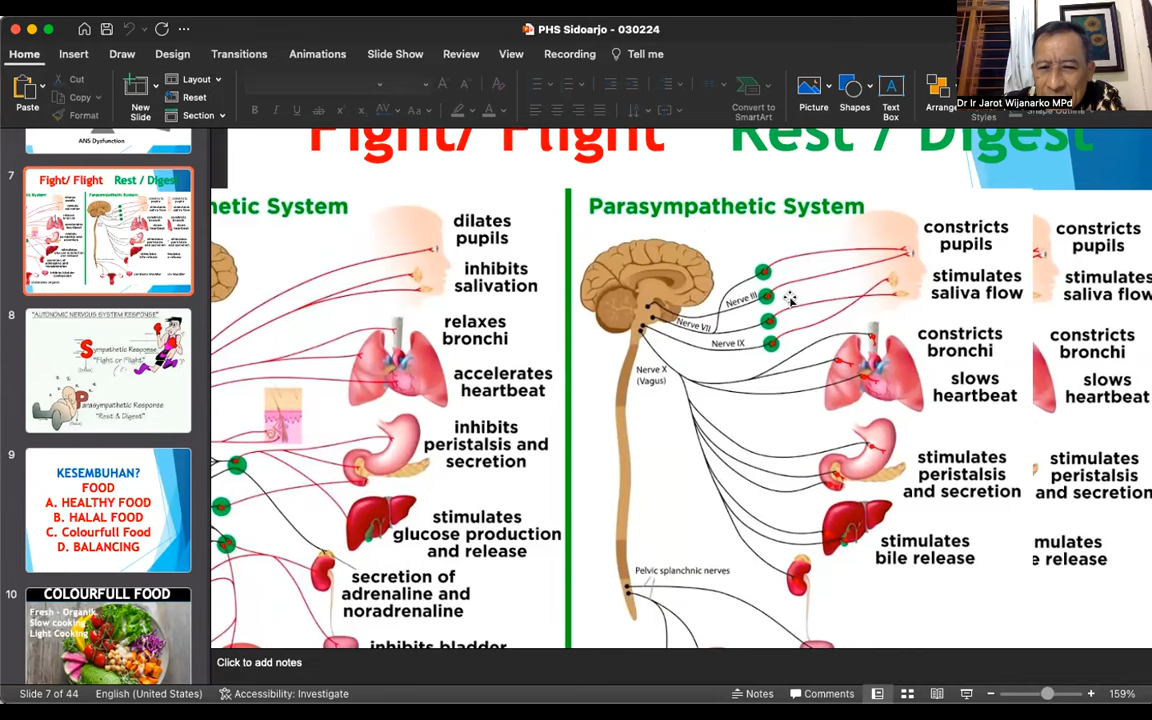 PHS Sidoarjo - 030224
Home Insert Draw Design Transitions Animations Slide Show Review View Recording Tell me
Paste
Cut
Copy
Format
New
Slide
Layout
Reset
Section
Convert to
SmartArt
Picture
Shapes
Text
Box
Arrange
Styles
Shape Outline
Dr Ir Jarot Wijanarko MPd
ANS Dysfunction
7
Fight/ Flight Rest / Digest
Parasympathetic System
8
"AUTONOMIC NERVOUS SYSTEM RESPONSE"
Sympathetic Response
"Fight or Flight"
Parasympathetic Response
"Rest & Digest"
9
KESEMBUHAN?
FOOD
A. HEALTHY FOOD
B. HALAL FOOD
C. Colourfull Food
D. BALANCING
10
COLOURFULL FOOD
Fresh - Organik
Slow cooking
Light Cooking
Fight/ Flight Rest / Digest
hetic System
dilates
pupils
inhibits
salivation
relaxes
bronchi
accelerates
heartbeat
inhibits
peristalsis and
secretion
stimulates
glucose production
and release
secretion of
adrenaline and
noradrenaline
inhibits bladder
Parasympathetic System
Nerve III
Nerve VII
Nerve IX
Nerve X
(Vagus)
Pelvic splanchnic nerves
constricts
pupils
stimulates
saliva flow
constricts
bronchi
slows
heartbeat
stimulates
peristalsis
and secretion
stimulates
bile release
constricts
pupils
stimulates
saliva flow
constricts
bronchi
slows
heartbeat
stimulates
peristalsis
and secretion
mulates
e release
Click to add notes
Slide 7 of 44 English (United States) Accessibility: Investigate Notes Comments 159%